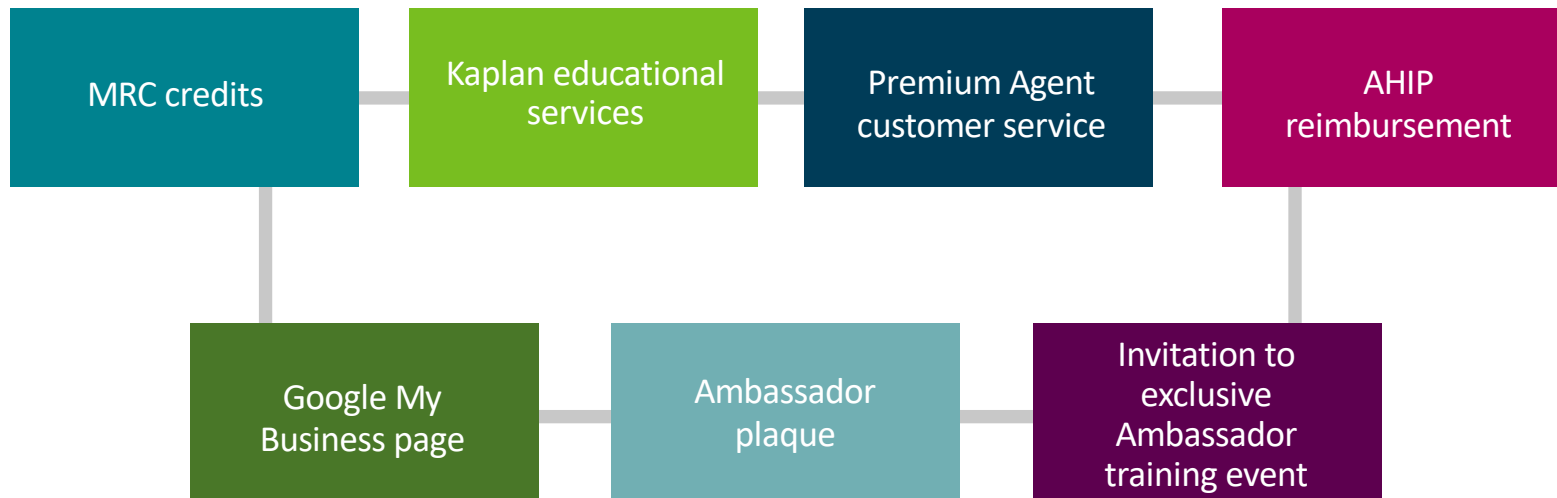 MRC credits
Kaplan educational
services
Premium Agent
customer service
AHIP
reimbursement
Google My
Business page
Ambassador
plaque
Invitation to
exclusive
Ambassador
training event